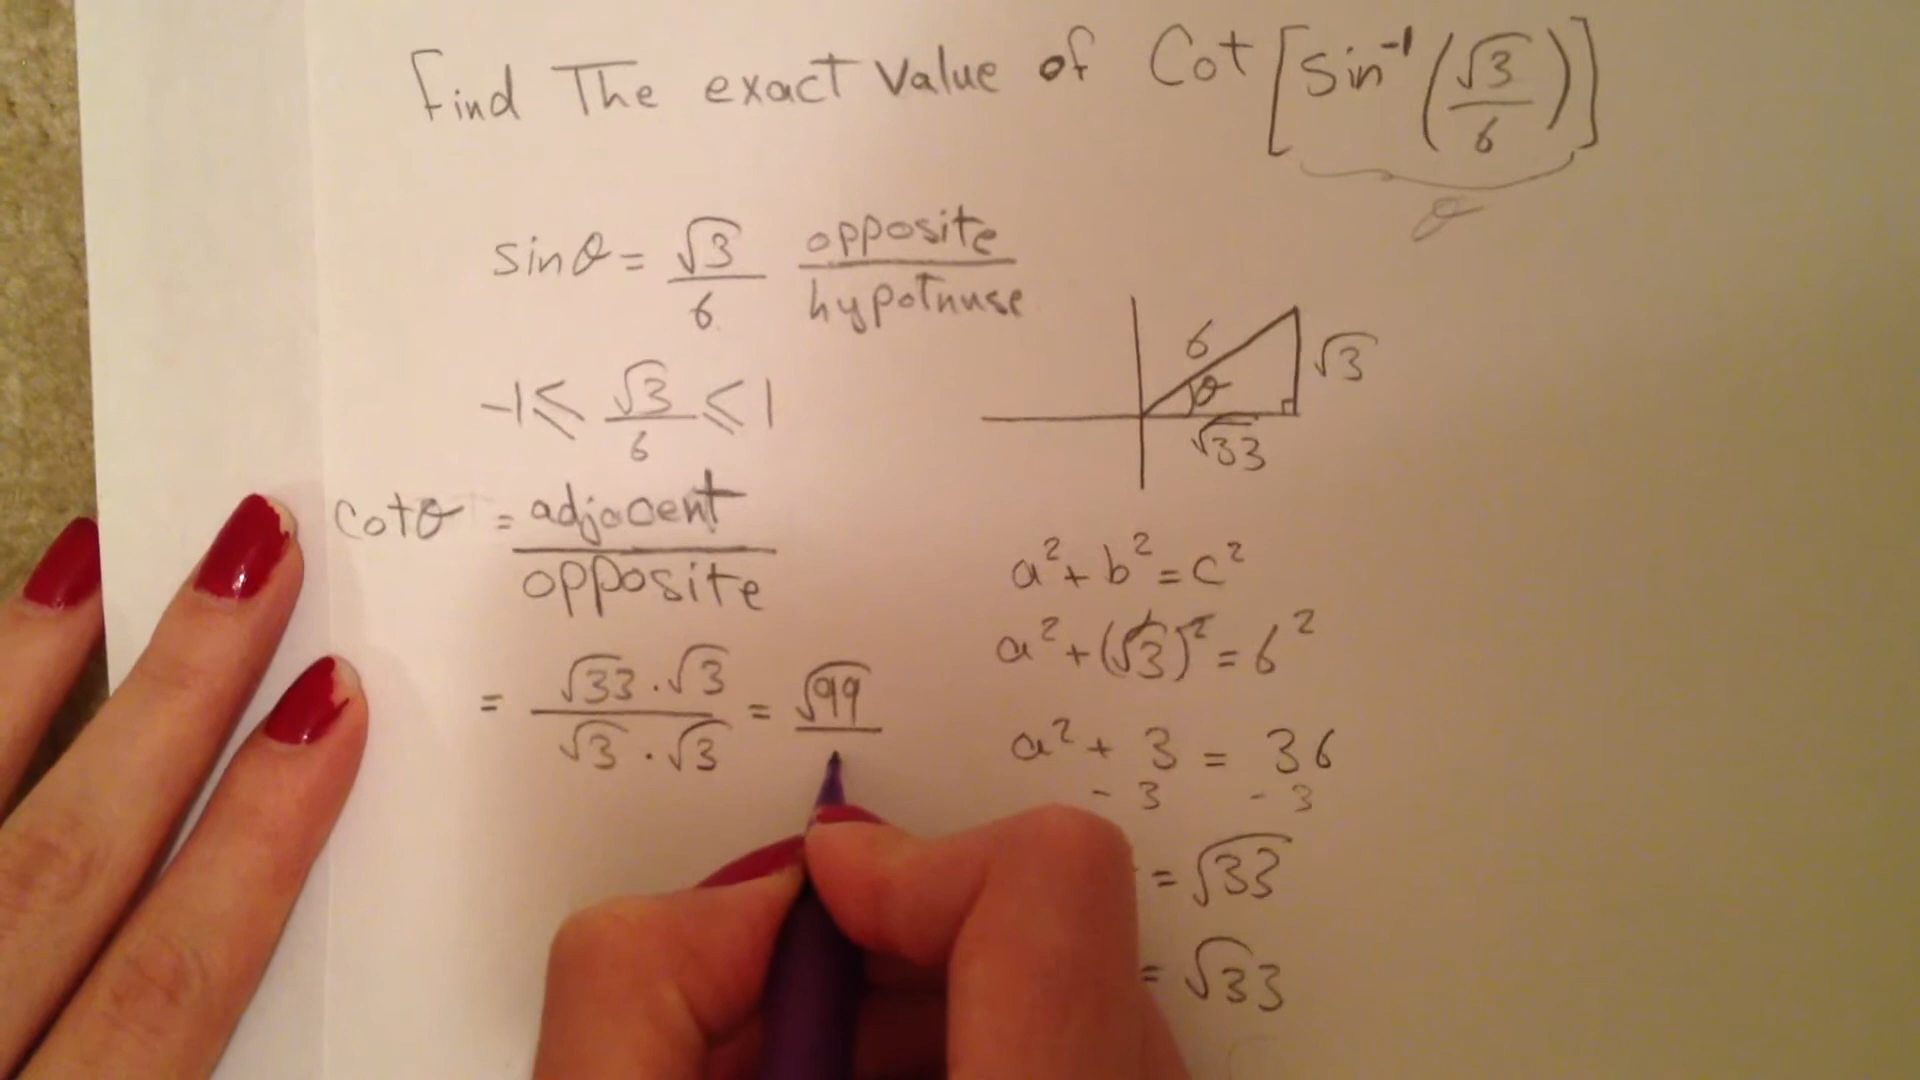 Find The exact Value of Cot [Sin⁻¹ (√3/6)]
θ
sinθ = √3/6 opposite/hypotnuse
6
√3
θ
√33
-1 ≤ √3/6 ≤ 1
cotθ = adjacent/opposite
= √33 · √3 / √3 · √3 = √99
a² + b² = c²
a² + (√3)² = 6²
a² + 3 = 36
- 3 - 3
= √33
= √33